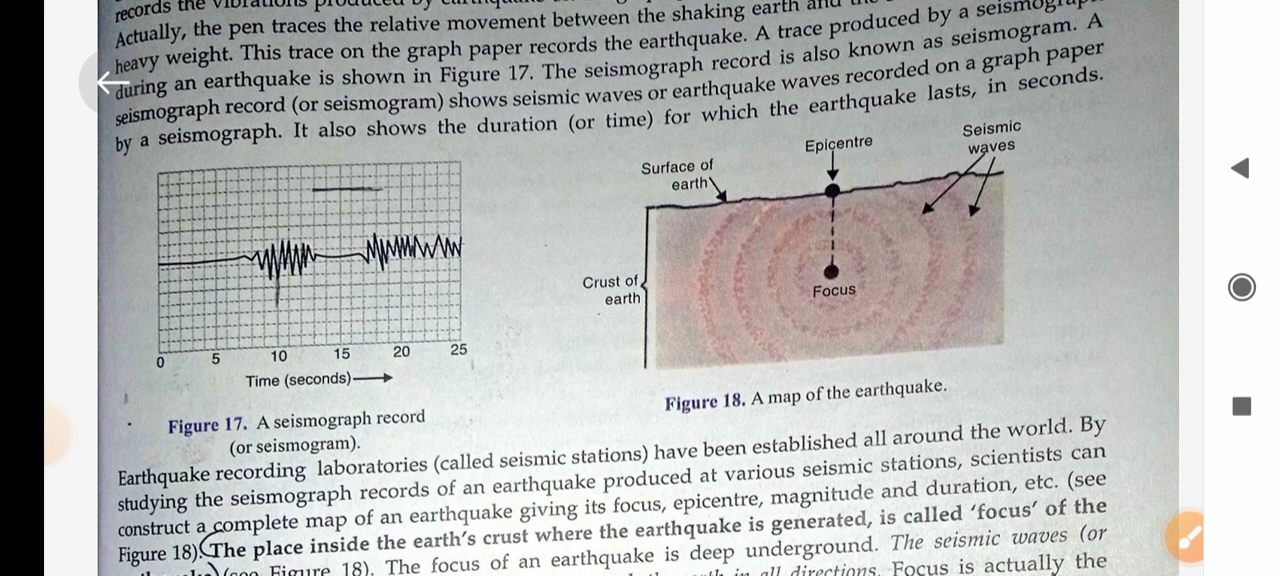 records the vibrations produced by
Actually, the pen traces the relative movement between the shaking earth and the
heavy weight. This trace on the graph paper records the earthquake. A trace produced by a seismograph
during an earthquake is shown in Figure 17. The seismograph record is also known as seismogram. A
seismograph record (or seismogram) shows seismic waves or earthquake waves recorded on a graph paper
by a seismograph. It also shows the duration (or time) for which the earthquake lasts, in seconds.
0 5 10 15 20 25
Time (seconds)
Figure 17. A seismograph record
(or seismogram).
Epicentre
Seismic
waves
Surface of
earth
Crust of
earth
Focus
Figure 18. A map of the earthquake.
Earthquake recording laboratories (called seismic stations) have been established all around the world. By
studying the seismograph records of an earthquake produced at various seismic stations, scientists can
construct a complete map of an earthquake giving its focus, epicentre, magnitude and duration, etc. (see
Figure 18). The place inside the earth's crust where the earthquake is generated, is called 'focus' of the
(see Figure 18). The focus of an earthquake is deep underground. The seismic waves (or
in all directions. Focus is actually the